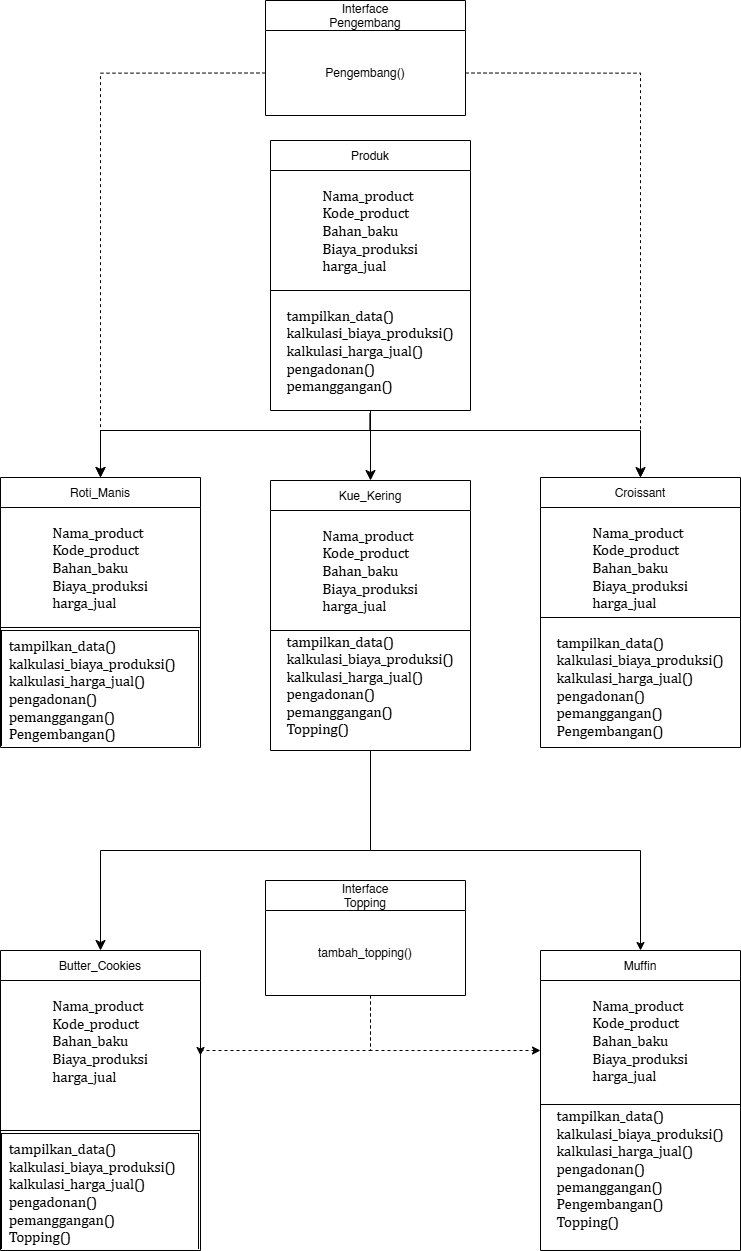 Interface
Pengembang
Pengembang()
Produk
Nama_product
Kode_product
Bahan_baku
Biaya_produksi
harga_jual
tampilkan_data()
kalkulasi_biaya_produksi()
kalkulasi_harga_jual()
pengadonan()
pemanggangan()
Roti_Manis
Nama_product
Kode_product
Bahan_baku
Biaya_produksi
harga_jual
tampilkan_data()
kalkulasi_biaya_produksi()
kalkulasi_harga_jual()
pengadonan()
pemanggangan()
Pengembangan()
Kue_Kering
Nama_product
Kode_product
Bahan_baku
Biaya_produksi
harga_jual
tampilkan_data()
kalkulasi_biaya_produksi()
kalkulasi_harga_jual()
pengadonan()
pemanggangan()
Topping()
Croissant
Nama_product
Kode_product
Bahan_baku
Biaya_produksi
harga_jual
tampilkan_data()
kalkulasi_biaya_produksi()
kalkulasi_harga_jual()
pengadonan()
pemanggangan()
Pengembangan()
Interface
Topping
tambah_topping()
Butter_Cookies
Nama_product
Kode_product
Bahan_baku
Biaya_produksi
harga_jual
tampilkan_data()
kalkulasi_biaya_produksi()
kalkulasi_harga_jual()
pengadonan()
pemanggangan()
Topping()
Muffin
Nama_product
Kode_product
Bahan_baku
Biaya_produksi
harga_jual
tampilkan_data()
kalkulasi_biaya_produksi()
kalkulasi_harga_jual()
pengadonan()
pemanggangan()
Pengembangan()
Topping()